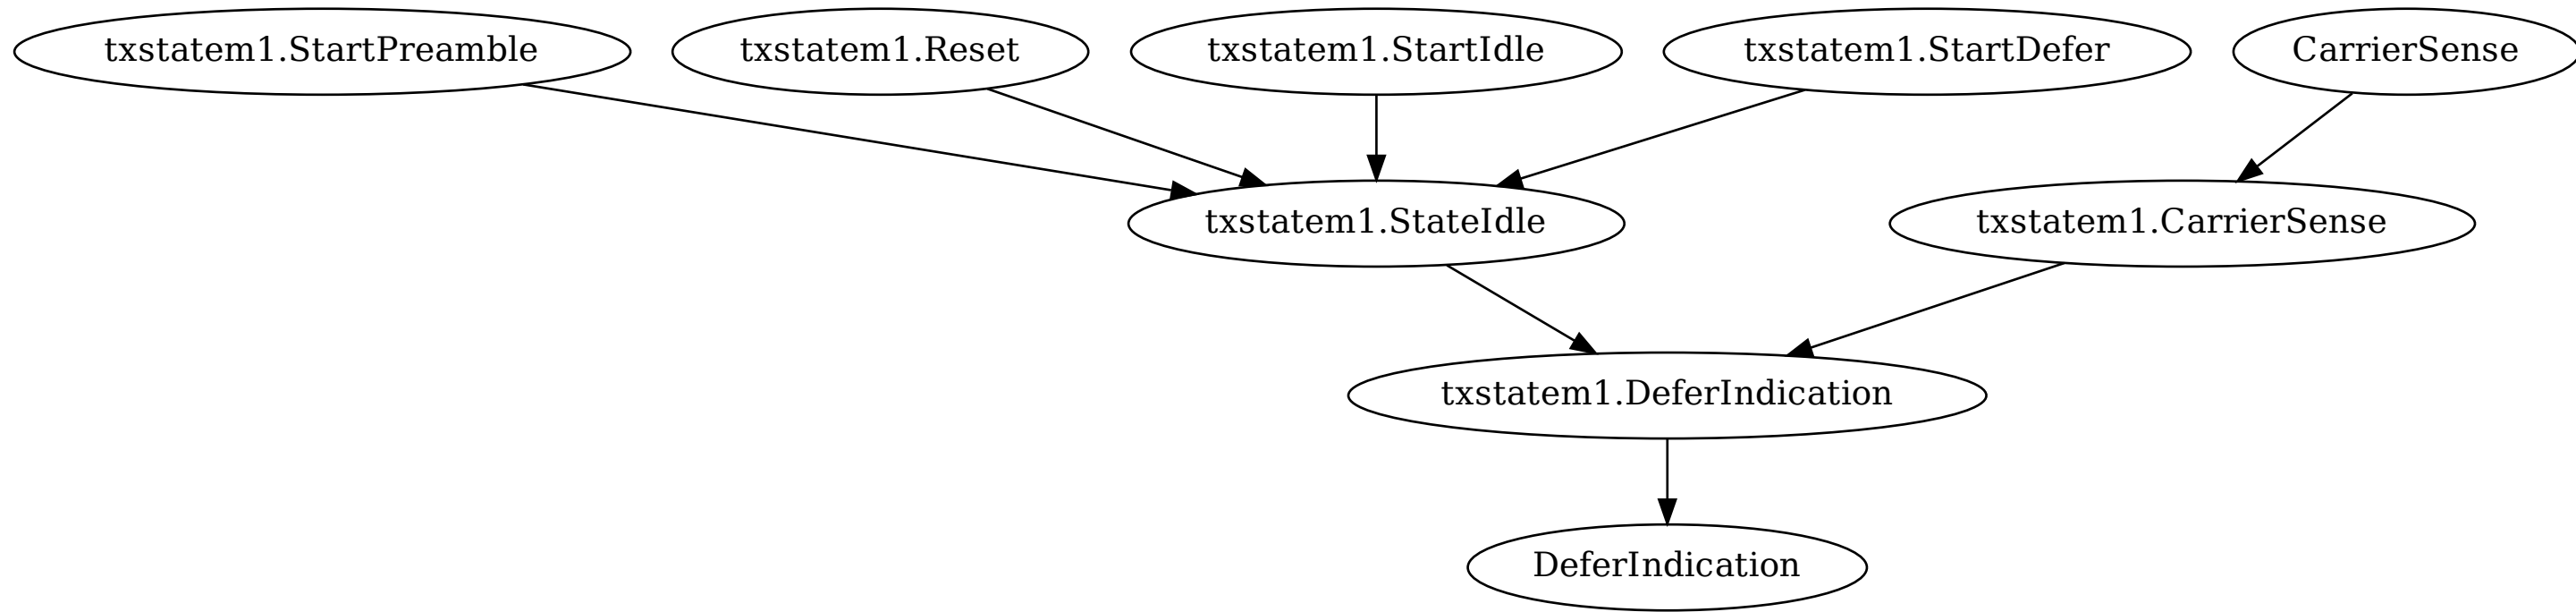 txstatem1.StartPreamble
txstatem1.Reset
txstatem1.StartIdle
txstatem1.StartDefer
CarrierSense
txstatem1.StateIdle
txstatem1.CarrierSense
txstatem1.DeferIndication
DeferIndication